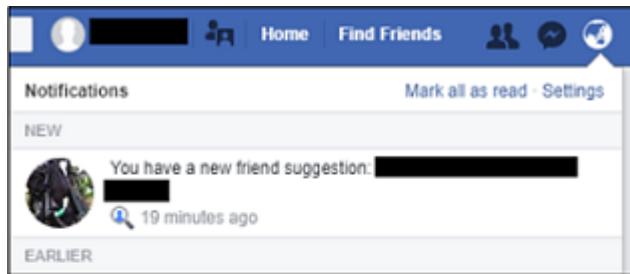 Home Find Friends
Notifications Mark all as read · Settings
NEW
You have a new friend suggestion:
19 minutes ago
EARLIER